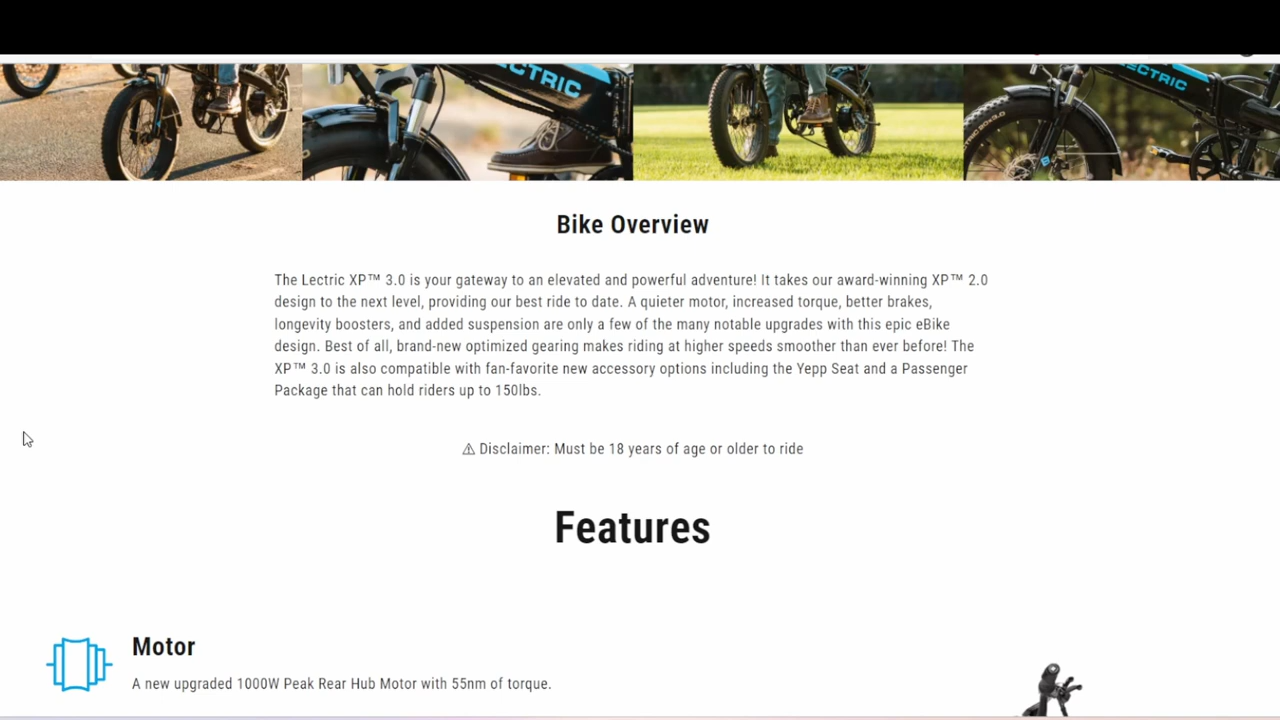 CTRIC
ECTRIC
Bike Overview
The Lectric XP™ 3.0 is your gateway to an elevated and powerful adventure! It takes our award-winning XP™ 2.0
design to the next level, providing our best ride to date. A quieter motor, increased torque, better brakes,
longevity boosters, and added suspension are only a few of the many notable upgrades with this epic eBike
design. Best of all, brand-new optimized gearing makes riding at higher speeds smoother than ever before! The
XP™ 3.0 is also compatible with fan-favorite new accessory options including the Yepp Seat and a Passenger
Package that can hold riders up to 150lbs.
⚠ Disclaimer: Must be 18 years of age or older to ride
Features
Motor
A new upgraded 1000W Peak Rear Hub Motor with 55nm of torque.